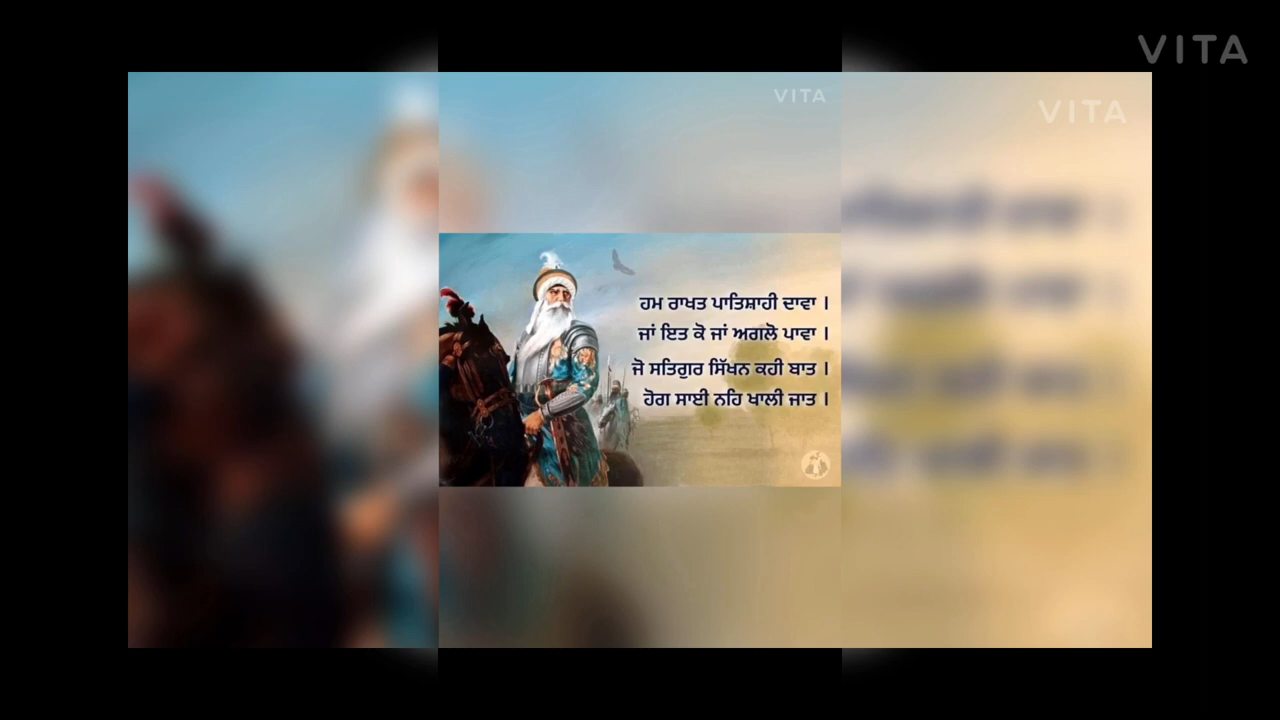 VITA
VITA
VITA
ਹਮ ਰਾਖਤ ਪਾਤਿਸ਼ਾਹੀ ਦਾਵਾ ।
ਜਾਂ ਇਤ ਕੋ ਜਾਂ ਅਗਲੋ ਪਾਵਾ ।
ਜੋ ਸਤਿਗੁਰ ਸਿੱਖਨ ਕਹੀ ਬਾਤ ।
ਹੋਗ ਸਾਈ ਨਹਿ ਖਾਲੀ ਜਾਤ ।